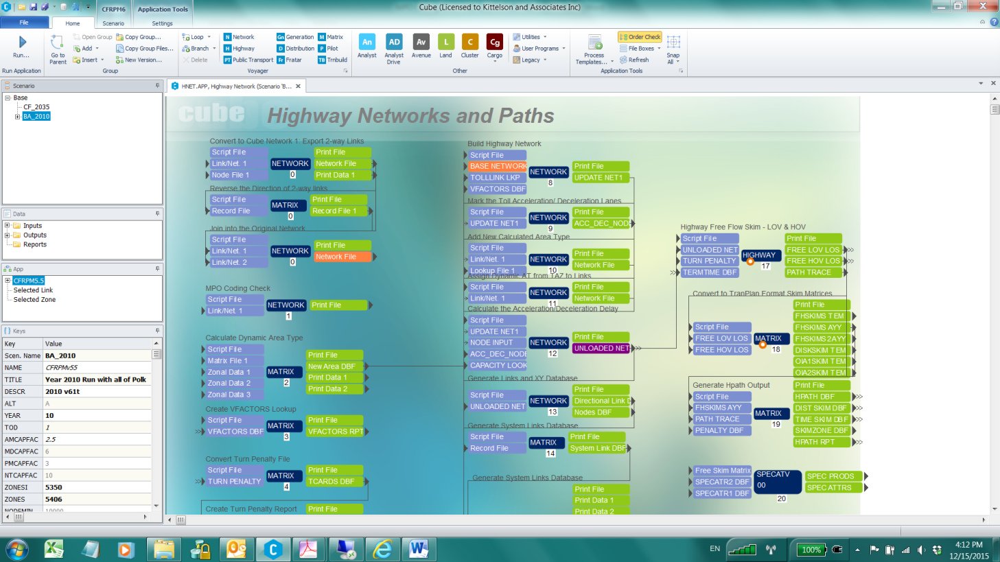 CFRPM6
Application Tools
Cube (Licensed to Kittelson and Associates Inc)
File
Home
Scenario
Settings
Run...
Run Application
Go to Parent
Open Group
Add
Insert
Copy Group...
Copy Group Files...
New Version...
Group
Loop
Branch
Delete
N Network
Gn Generation
M Matrix
H Highway
D Distribution
P Pilot
PT Public Transport
Fr Fratar
TB Trnbuild
Voyager
An
Analyst
AD
Analyst Drive
Av
Avenue
L
Land
C
Cluster
Cg
Cargo
Other
Utilities
User Programs
Legacy
Process Templates...
Order Check
File Boxes
Refresh
Snap All
Application Tools
Scenario
Base
CF_2035
BA_2010
Data
Inputs
Outputs
Reports
App
CFRPM5.5
Selected Link
Selected Zone
Keys
Key Value
Scen. Name BA_2010
NAME CFRPMv55
TITLE Year 2010 Run with all of Polk
DESCR 2010 v61t
ALT A
YEAR 10
TOD 1
AMCAPFAC 2.5
MDCAPFAC 6
PMCAPFAC 3
NTCAPFAC 10
ZONESI 5350
ZONES 5406
NODEMIN 10000
HNET.APP, Highway Network (Scenario 'B...
cube
Highway Networks and Paths
Convert to Cube Network 1: Export 2-way Links
Script File
Link/Net. 1
Node File 1
NETWORK
0
Print File
Network File
Print Data 1
Reverse the Direction of 2-way links
Script File
Record File
MATRIX
0
Print File
Record File 1
Join into the Original Network
Script File
Link/Net. 1
Link/Net. 2
NETWORK
0
Print File
Network File
MPO Coding Check
Script File
Link/Net. 1
NETWORK
1
Print File
Calculate Dynamic Area Type
Script File
Matrix File 1
Zonal Data 1
Zonal Data 2
Zonal Data 3
MATRIX
2
Print File
New Area DBF
Print Data 1
Print Data 2
Create VFACTORS Lookup
Script File
VFACTORS DBF
MATRIX
3
Print File
VFACTORS RPT
Convert Turn Penalty File
Script File
TURN PENALTY
MATRIX
4
Print File
TCARDS DBF
Create Turn Penalty Report
Print File
Build Highway Network
Script File
BASE NETWORK
TOLLLINK LKP
VFACTORS DBF
NETWORK
8
Print File
UPDATE NET1
Mark the Toll Acceleration/ Deceleration Lanes
Script File
UPDATE NET1
NETWORK
9
Print File
ACC_DEC_NOD
Add New Calculated Area Type
Script File
Link/Net. 1
Lookup File 1
NETWORK
10
Print File
Network File
Assign Dynamic AT from TAZ to Links
Script File
Link/Net. 1
NETWORK
11
Print File
Network File
Calculate the Acceleration/Deceleration Delay
Script File
UPDATE NET1
NODE INPUT
ACC_DEC_NODE
CAPACITY LOOK
NETWORK
12
Print File
UNLOADED NET
Generate Links and XY Database
Script File
UNLOADED NET
NETWORK
13
Print File
Directional Link D
Nodes DBF
Generate System Links Database
Script File
Record File
MATRIX
14
Print File
System Link DBF
Generate System Links Database
Print File
Print Data 1
Print Data 2
Highway Free Flow Skim - LOV & HOV
Script File
UNLOADED NET
TURN PENALTY
TERMTIME DBF
HIGHWAY
17
Print File
FREE LOV LOS
FREE HOV LOS
PATH TRACE
Convert to TranPlan Format Skim Matrices
Script File
FREE LOV LOS
FREE HOV LOS
MATRIX
18
Print File
FHSKIMS TEM
FHSKIMS AYY
FHSKIMS 2AYY
DISKSKIM TEM
OIA1SKIM TEM
OIA2SKIM TEM
Generate Hpath Output
Script File
FHSKIMS AYY
PATH TRACE
PENALTY DBF
MATRIX
19
Print File
HPATH DBF
DIST SKIM DBF
TIME SKIM DBF
SKIMZONE DBF
HPATH RPT
Free Skim Matrix
SPECATR2 DBF
SPECATR1 DBF
SPECATV
00
20
SPEC PRODS
SPEC ATTRS
EN
100%
4:12 PM
12/15/2015